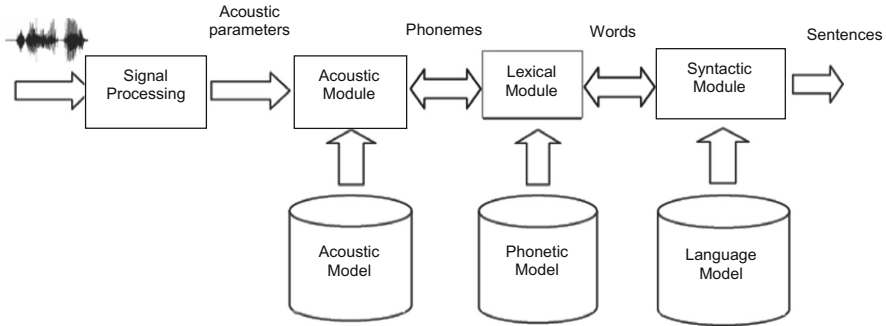 Acoustic
parameters
Phonemes
Words
Sentences
Signal
Processing
Acoustic
Module
Lexical
Module
Syntactic
Module
Acoustic
Model
Phonetic
Model
Language
Model